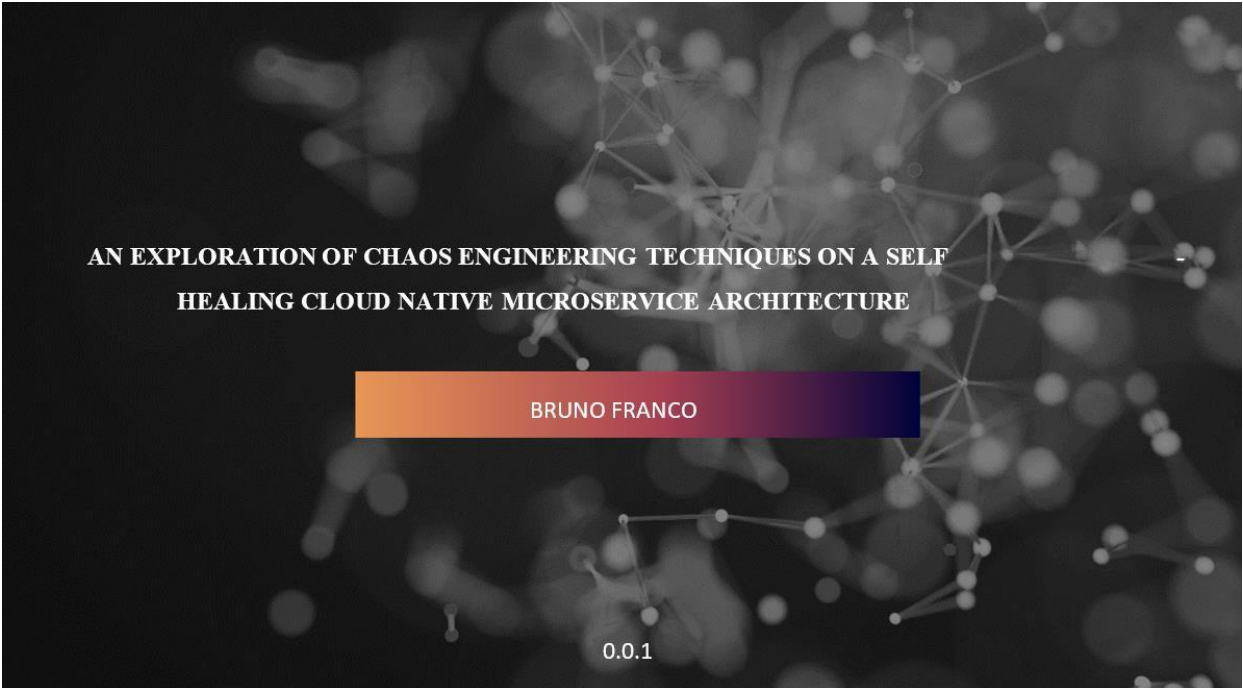 AN EXPLORATION OF CHAOS ENGINEERING TECHNIQUES ON A SELF -
HEALING CLOUD NATIVE MICROSERVICE ARCHITECTURE
BRUNO FRANCO
0.0.1